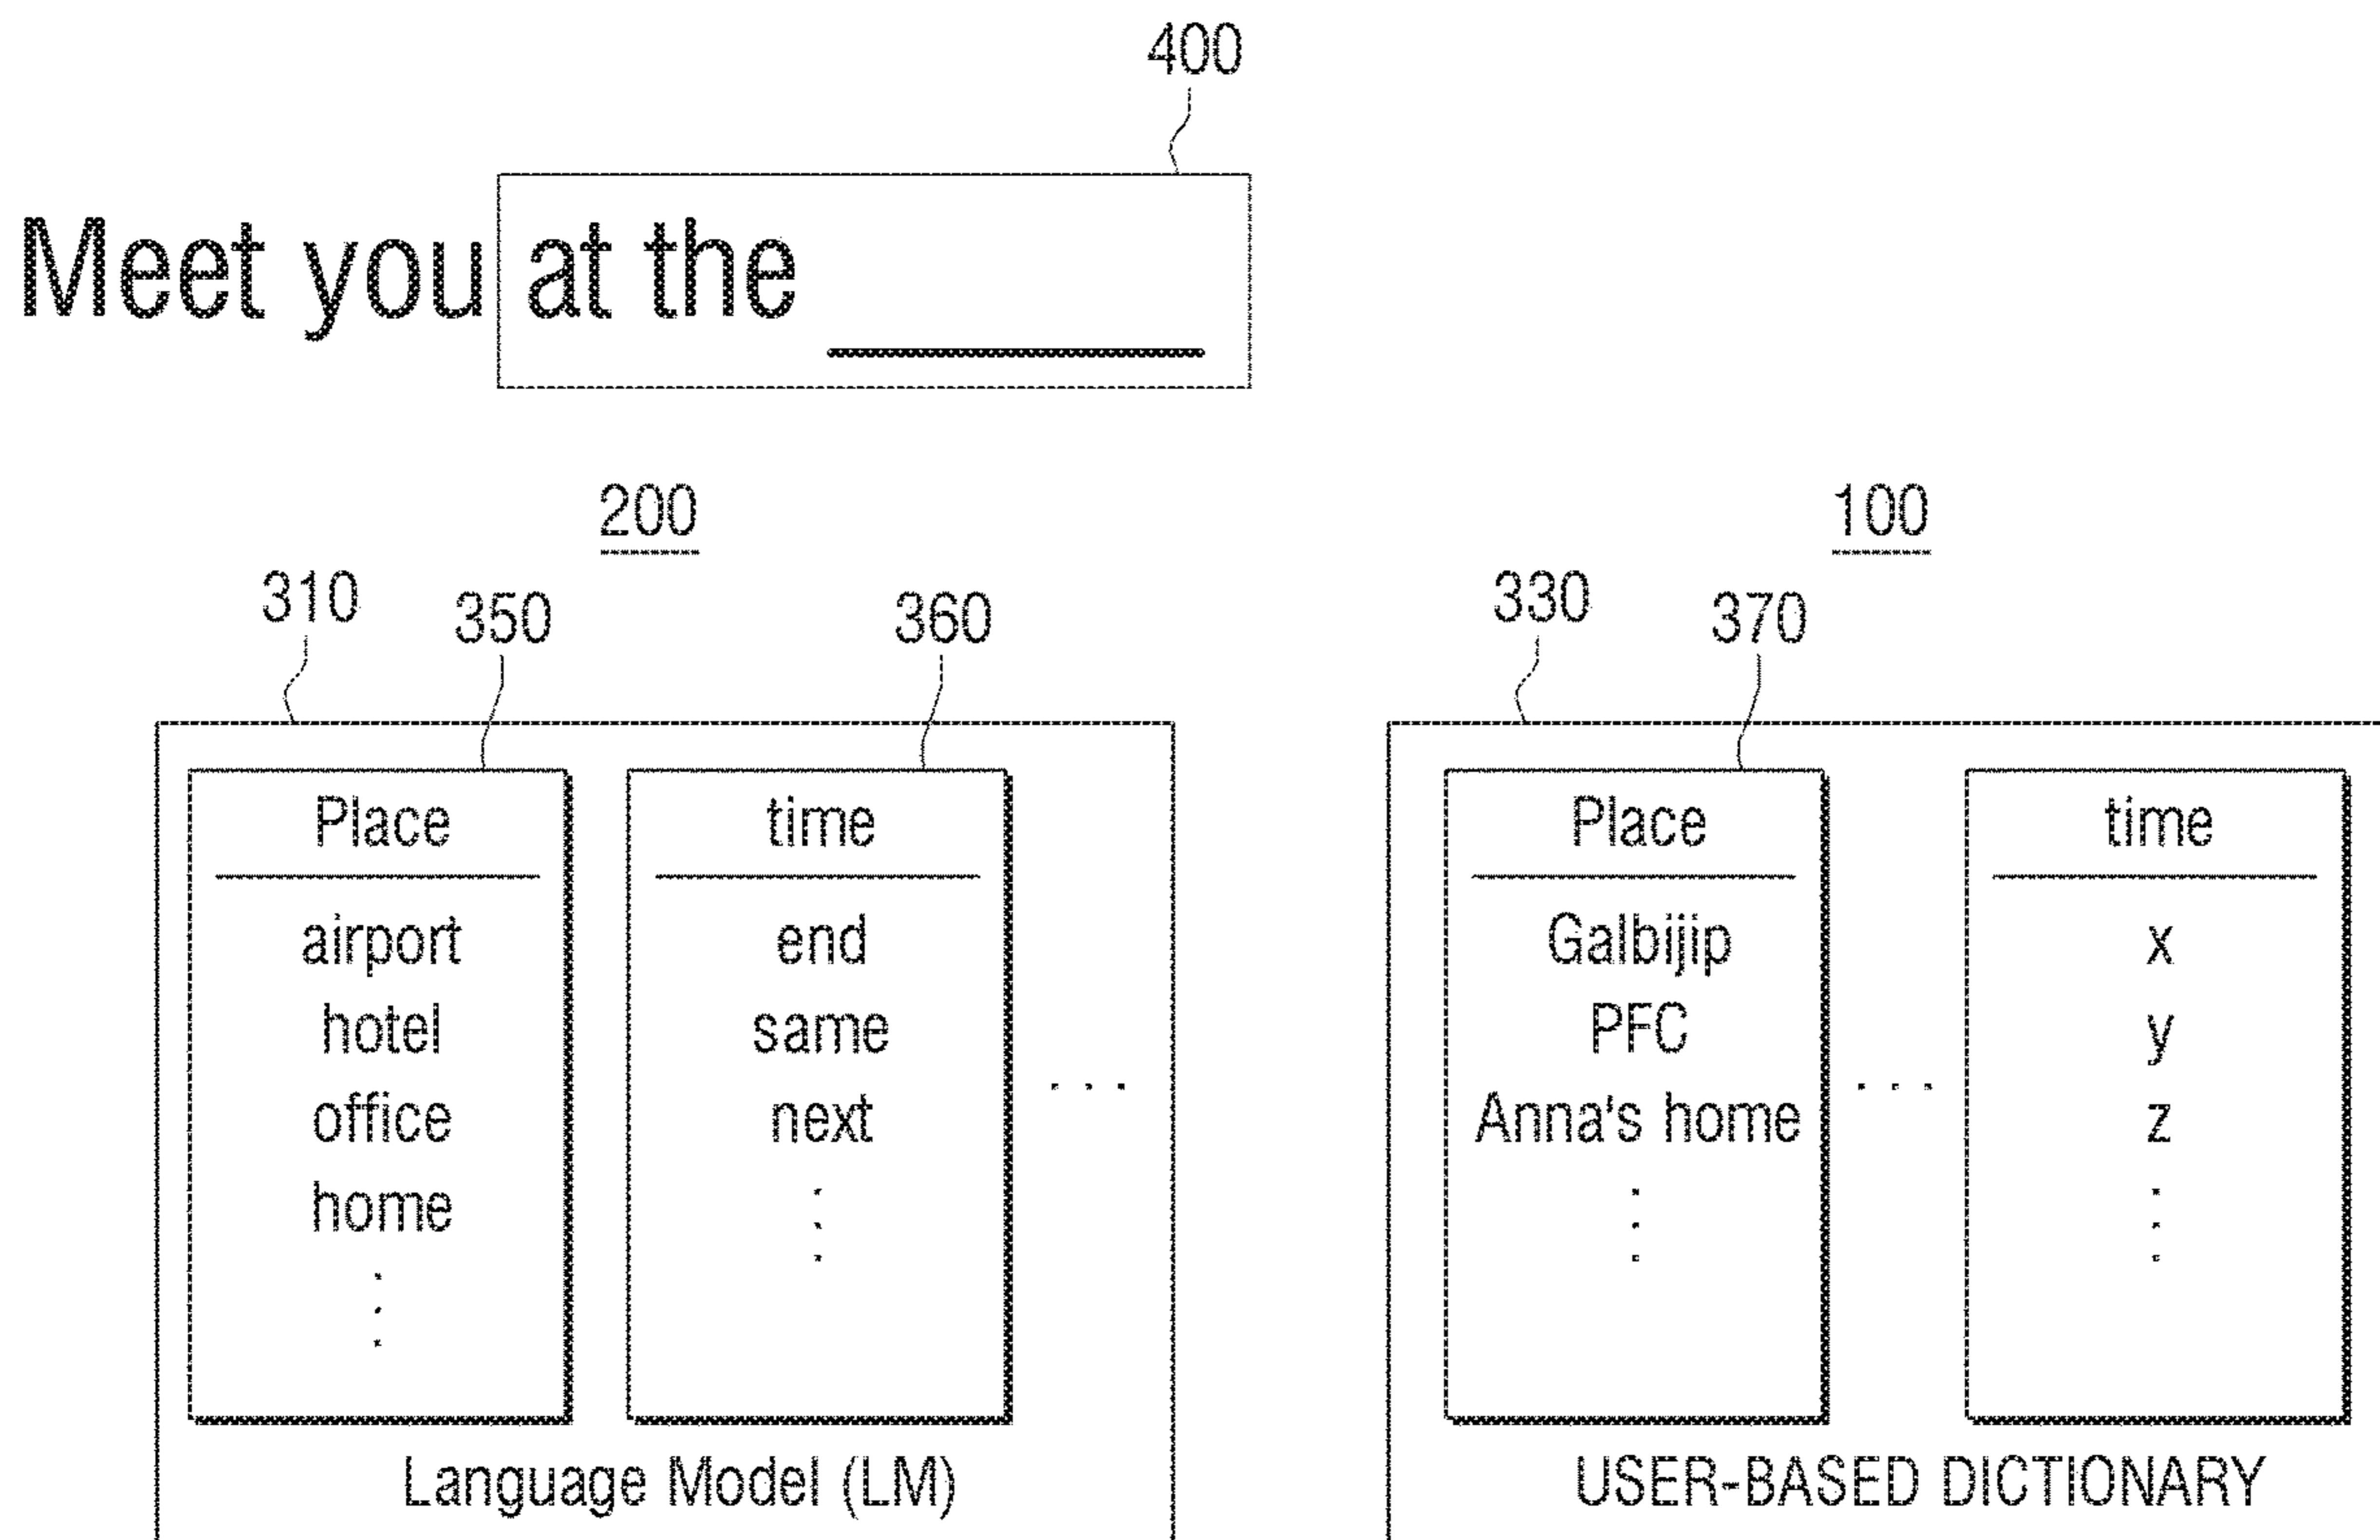 400
Meet you at the
200
100
310
350
360
330
370
Place
airport
hotel
office
home
time
end
same
next
...
Language Model (LM)
Place
Galbijip
PFC
Anna's home
...
time
x
y
z
USER-BASED DICTIONARY